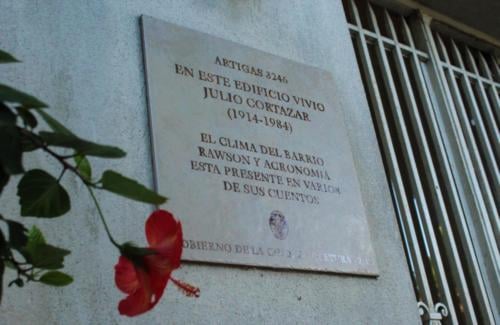 ARTIGAS 3246
EN ESTE EDIFICIO VIVIO
JULIO CORTAZAR
(1914-1984)
EL CLIMA DEL BARRIO
RAWSON Y AGRONOMIA
ESTA PRESENTE EN VARIOS
DE SUS CUENTOS
GOBIERNO DE LA